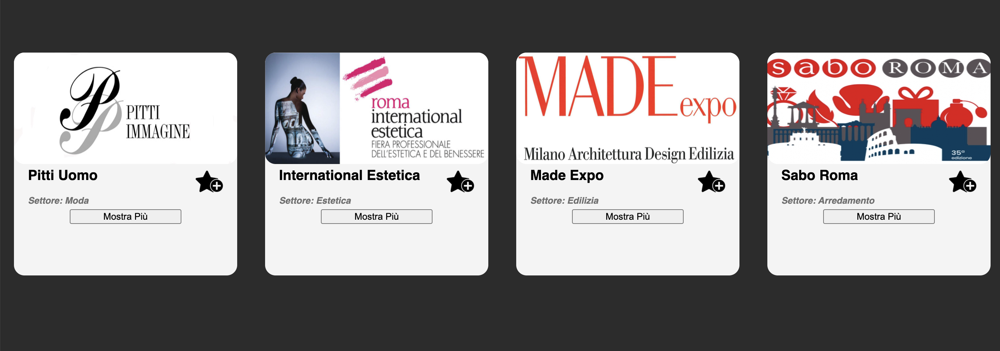 PITTI
IMMAGINE
Pitti Uomo
Settore: Moda
Mostra Più
roma
international
estetica
FIERA PROFESSIONALE
DELL'ESTETICA E DEL BENESSERE
International Estetica
Settore: Estetica
Mostra Più
MADE expo
Milano Architettura Design Edilizia
Made Expo
Settore: Edilizia
Mostra Più
sabo ROMA
35ª
edizione
Sabo Roma
Settore: Arredamento
Mostra Più